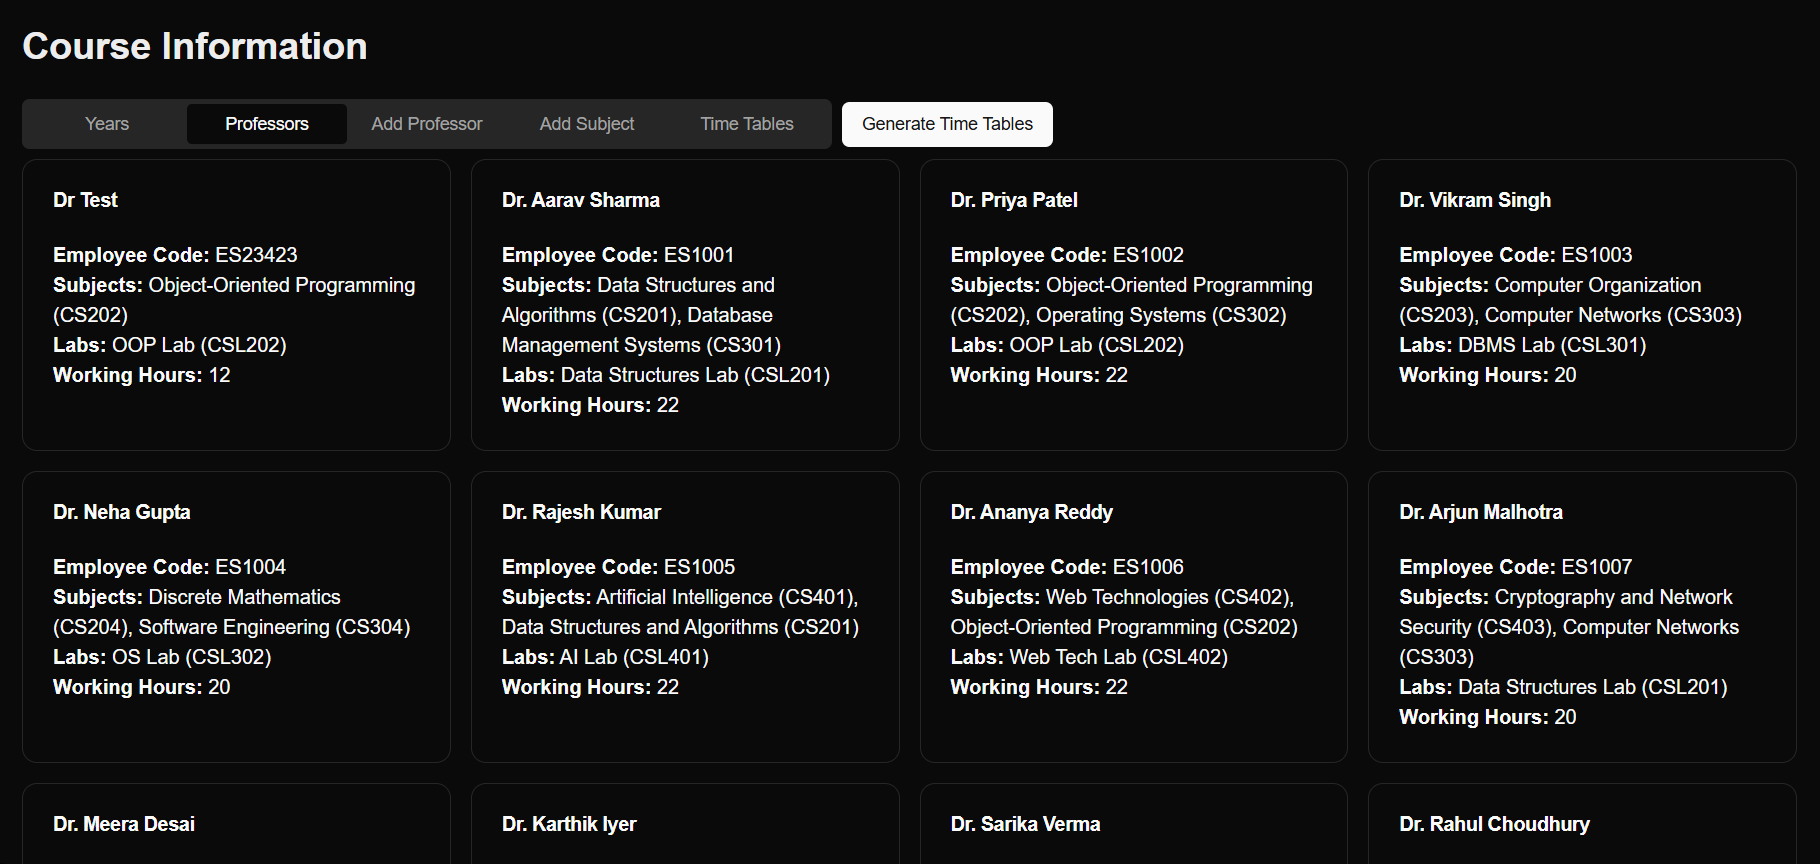 Course Information
Years
Professors
Add Professor
Add Subject
Time Tables
Generate Time Tables
Dr Test
Employee Code: ES23423
Subjects: Object-Oriented Programming
(CS202)
Labs: OOP Lab (CSL202)
Working Hours: 12
Dr. Aarav Sharma
Employee Code: ES1001
Subjects: Data Structures and
Algorithms (CS201), Database
Management Systems (CS301)
Labs: Data Structures Lab (CSL201)
Working Hours: 22
Dr. Priya Patel
Employee Code: ES1002
Subjects: Object-Oriented Programming
(CS202), Operating Systems (CS302)
Labs: OOP Lab (CSL202)
Working Hours: 22
Dr. Vikram Singh
Employee Code: ES1003
Subjects: Computer Organization
(CS203), Computer Networks (CS303)
Labs: DBMS Lab (CSL301)
Working Hours: 20
Dr. Neha Gupta
Employee Code: ES1004
Subjects: Discrete Mathematics
(CS204), Software Engineering (CS304)
Labs: OS Lab (CSL302)
Working Hours: 20
Dr. Rajesh Kumar
Employee Code: ES1005
Subjects: Artificial Intelligence (CS401),
Data Structures and Algorithms (CS201)
Labs: AI Lab (CSL401)
Working Hours: 22
Dr. Ananya Reddy
Employee Code: ES1006
Subjects: Web Technologies (CS402),
Object-Oriented Programming (CS202)
Labs: Web Tech Lab (CSL402)
Working Hours: 22
Dr. Arjun Malhotra
Employee Code: ES1007
Subjects: Cryptography and Network
Security (CS403), Computer Networks
(CS303)
Labs: Data Structures Lab (CSL201)
Working Hours: 20
Dr. Meera Desai
Dr. Karthik Iyer
Dr. Sarika Verma
Dr. Rahul Choudhury